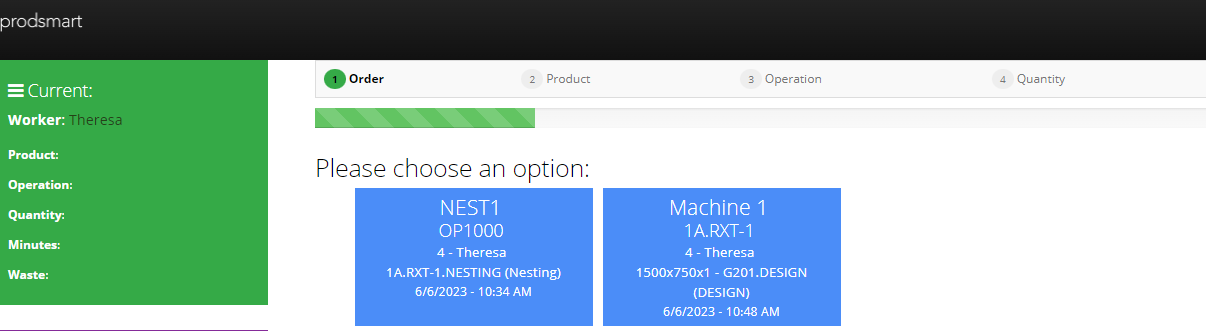 prodsmart
Current:
Worker: Theresa
Product:
Operation:
Quantity:
Minutes:
Waste:
1 Order 2 Product 3 Operation 4 Quantity
Please choose an option:
NEST1
OP1000
4 - Theresa
1A.RXT-1.NESTING (Nesting)
6/6/2023 - 10:34 AM
Machine 1
1A.RXT-1
4 - Theresa
1500x750x1 - G201.DESIGN
(DESIGN)
6/6/2023 - 10:48 AM